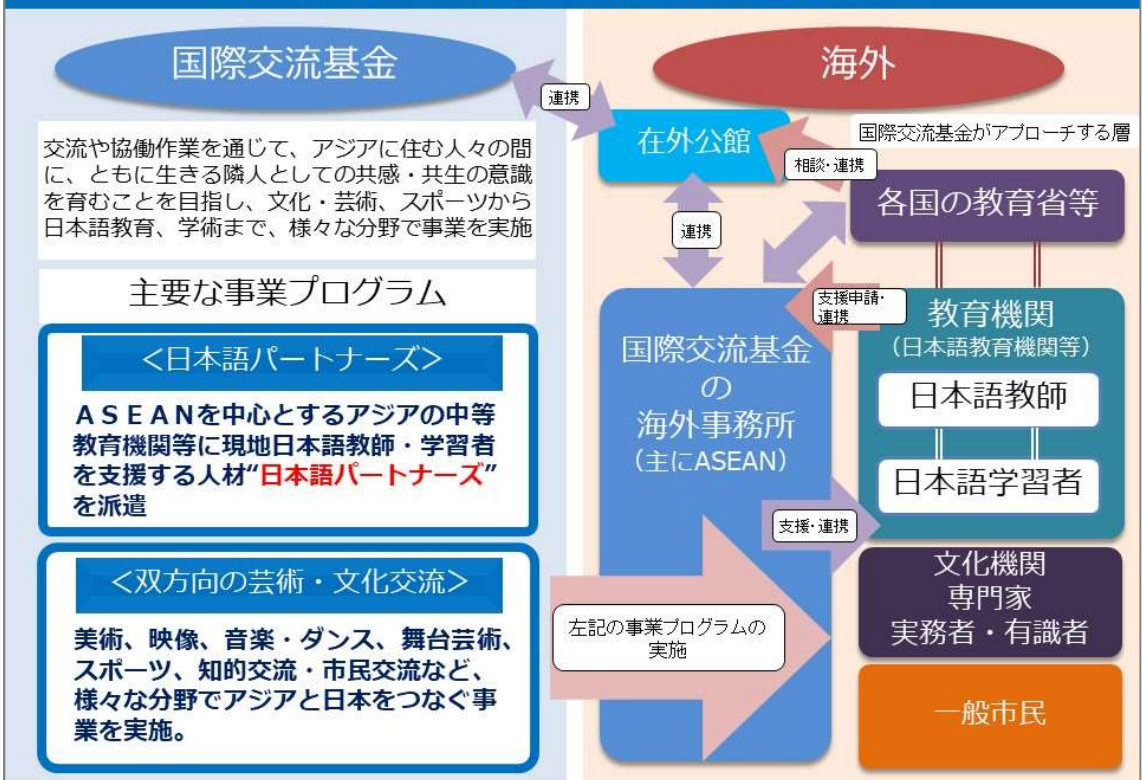 国際交流基金
交流や協働作業を通じて、アジアに住む人々の間
に、ともに生きる隣人としての共感・共生の意識
を育むことを目指し、文化・芸術、スポーツから
日本語教育、学術まで、様々な分野で事業を実施
主要な事業プログラム
＜日本語パートナーズ＞
ＡＳＥＡＮを中心とするアジアの中等
教育機関等に現地日本語教師・学習者
を支援する人材“日本語パートナーズ”
を派遣
＜双方向の芸術・文化交流＞
美術、映像、音楽・ダンス、舞台芸術、
スポーツ、知的交流・市民交流など、
様々な分野でアジアと日本をつなぐ事
業を実施。
連携
海外
在外公館
国際交流基金がアプローチする層
相談・連携
各国の教育省等
連携
国際交流基金
の
海外事務所
（主にASEAN）
支援申請・
連携
教育機関
（日本語教育機関等）
日本語教師
日本語学習者
支援・連携
左記の事業プログラムの
実施
文化機関
専門家
実務者・有識者
一般市民